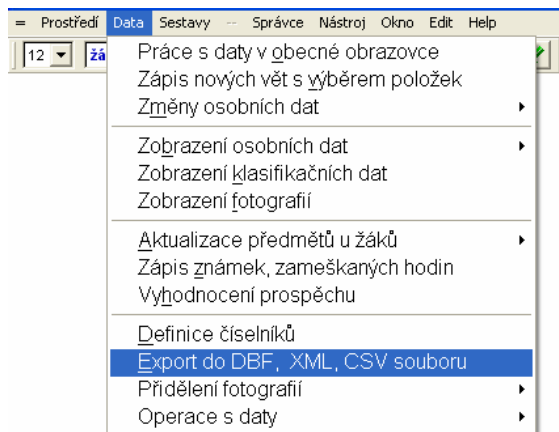 = Prostředí Data Sestavy -- Správce Nástroj Okno Edit Help
12 žá
Práce s daty v obecné obrazovce
Zápis nových vět s výběrem položek
Změny osobních dat
Zobrazení osobních dat
Zobrazení klasifikačních dat
Zobrazení fotografií
Aktualizace předmětů u žáků
Zápis známek, zameškaných hodin
Vyhodnocení prospěchu
Definice číselníků
Export do DBF, XML, CSV souboru
Přidělení fotografií
Operace s daty